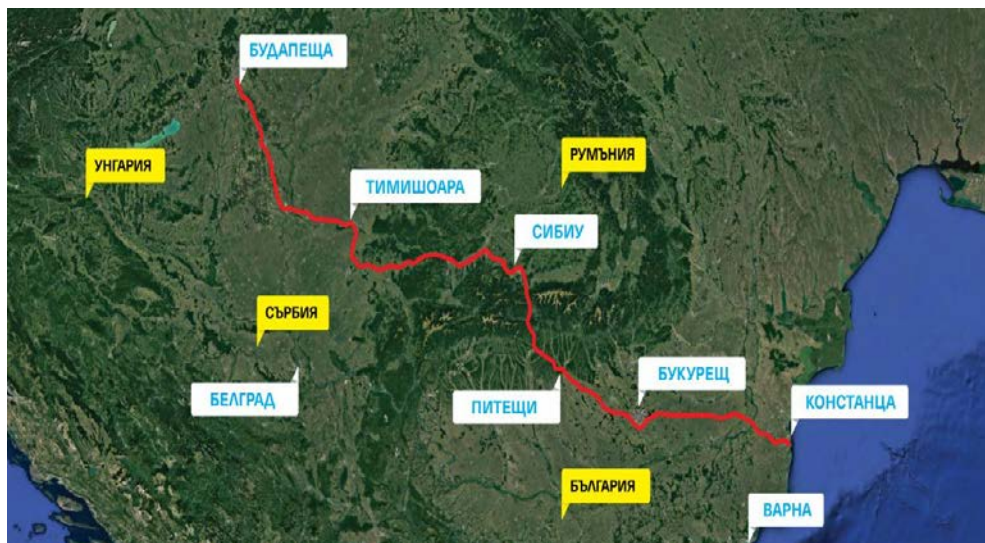 БУДАПЕЩА
УНГАРИЯ
РУМЪНИЯ
ТИМИШОАРА
СИБИУ
СЪРБИЯ
БЕЛГРАД
ПИТЕЩИ
БУКУРЕЩ
КОНСТАНЦА
БЪЛГАРИЯ
ВАРНА